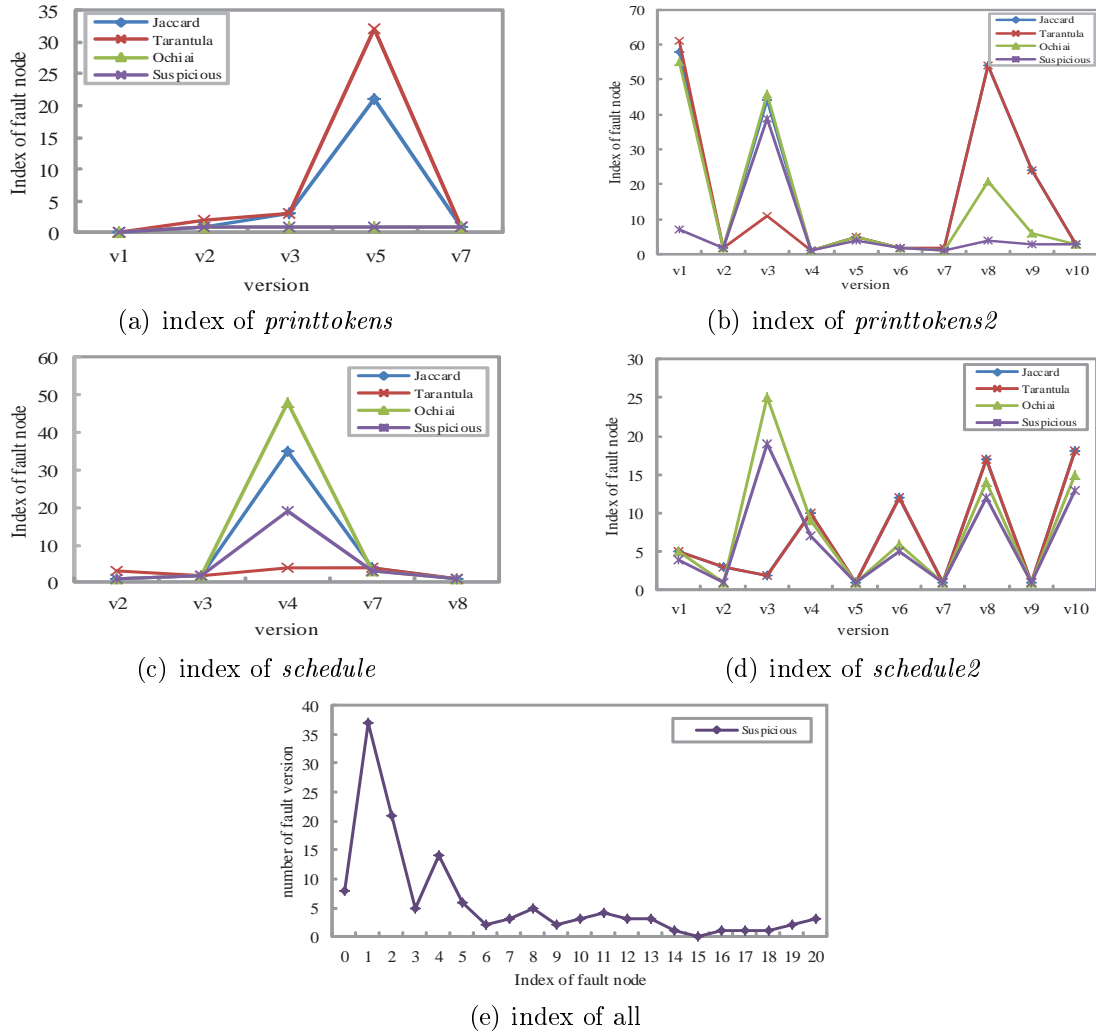 35
30
25
20
15
10
5
0
Index of fault node
Jaccard
Tarantula
Ochiai
Suspicious
v1 v2 v3 v5 v7
version
(a) index of printtokens
70
60
50
40
30
20
10
0
Index of fault node
Jaccard
Tarantula
Ochiai
Suspicious
v1 v2 v3 v4 v5 v6 v7 v8 v9 v10
version
(b) index of printtokens2
60
50
40
30
20
10
0
Index of fault node
Jaccard
Tarantula
Ochiai
Suspicious
v2 v3 v4 v7 v8
version
(c) index of schedule
30
25
20
15
10
5
0
Index of fault node
Jaccard
Tarantula
Ochiai
Suspicious
v1 v2 v3 v4 v5 v6 v7 v8 v9 v10
version
(d) index of schedule2
40
35
30
25
20
15
10
5
0
number of fault version
Suspicious
0 1 2 3 4 5 6 7 8 9 10 11 12 13 14 15 16 17 18 19 20
Index of fault node
(e) index of all